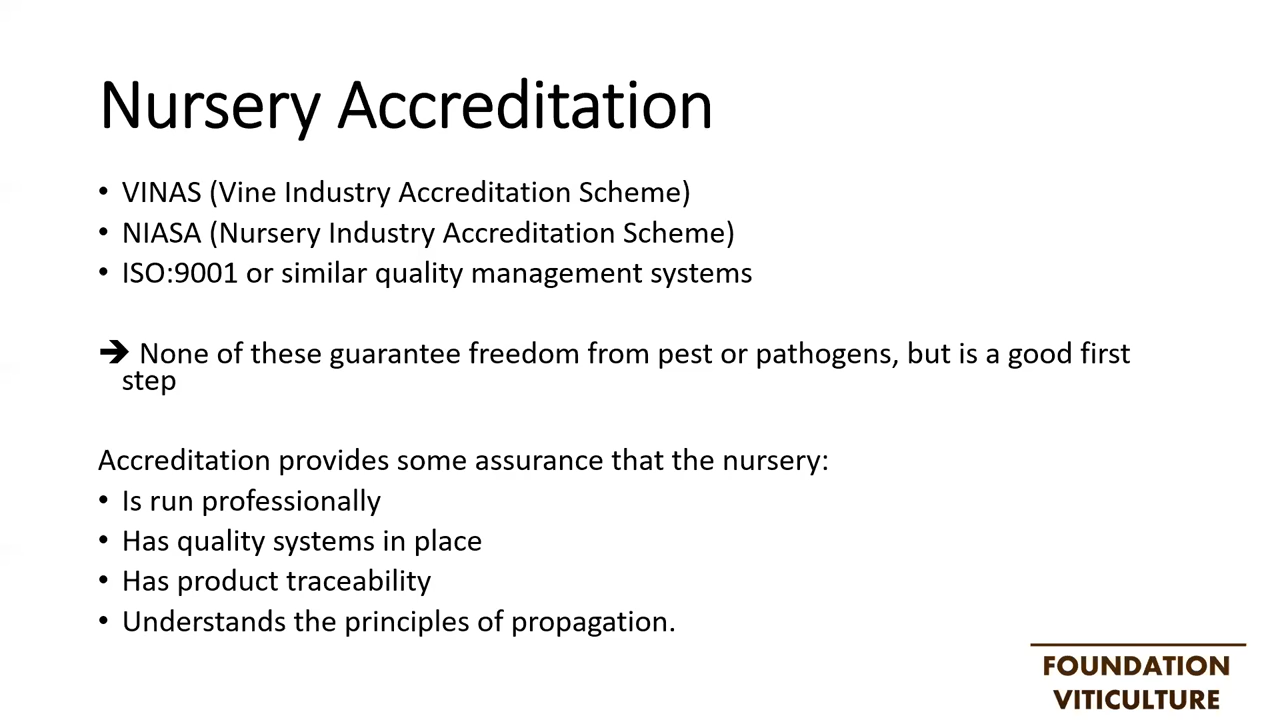 Nursery Accreditation
• VINAS (Vine Industry Accreditation Scheme)
• NIASA (Nursery Industry Accreditation Scheme)
• ISO:9001 or similar quality management systems
➔ None of these guarantee freedom from pest or pathogens, but is a good first
step
Accreditation provides some assurance that the nursery:
• Is run professionally
• Has quality systems in place
• Has product traceability
• Understands the principles of propagation.
FOUNDATION
VITICULTURE